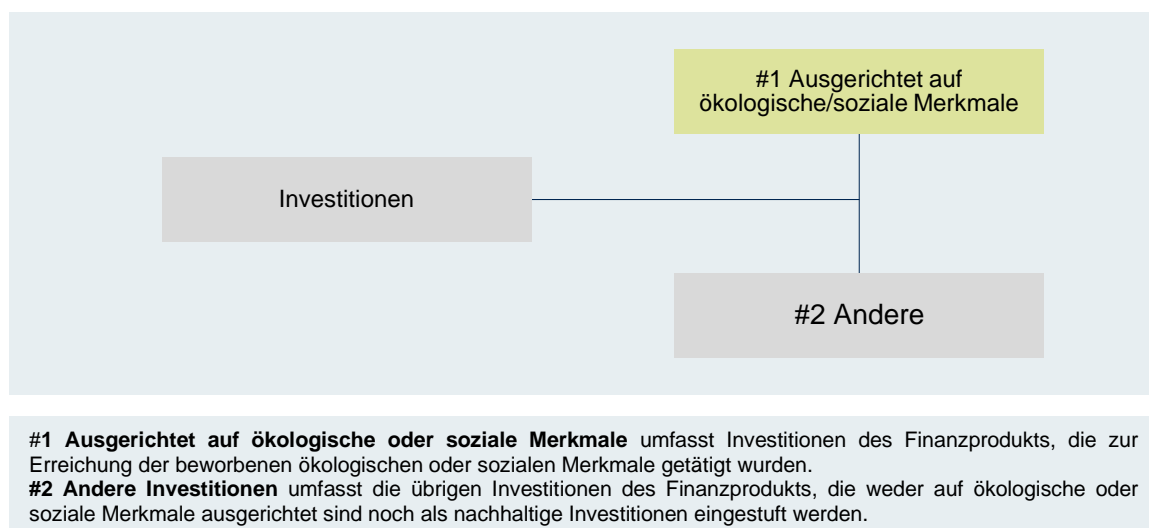 #1 Ausgerichtet auf
ökologische/soziale Merkmale
Investitionen
#2 Andere
#1 Ausgerichtet auf ökologische oder soziale Merkmale umfasst Investitionen des Finanzprodukts, die zur
Erreichung der beworbenen ökologischen oder sozialen Merkmale getätigt wurden.
#2 Andere Investitionen umfasst die übrigen Investitionen des Finanzprodukts, die weder auf ökologische oder
soziale Merkmale ausgerichtet sind noch als nachhaltige Investitionen eingestuft werden.